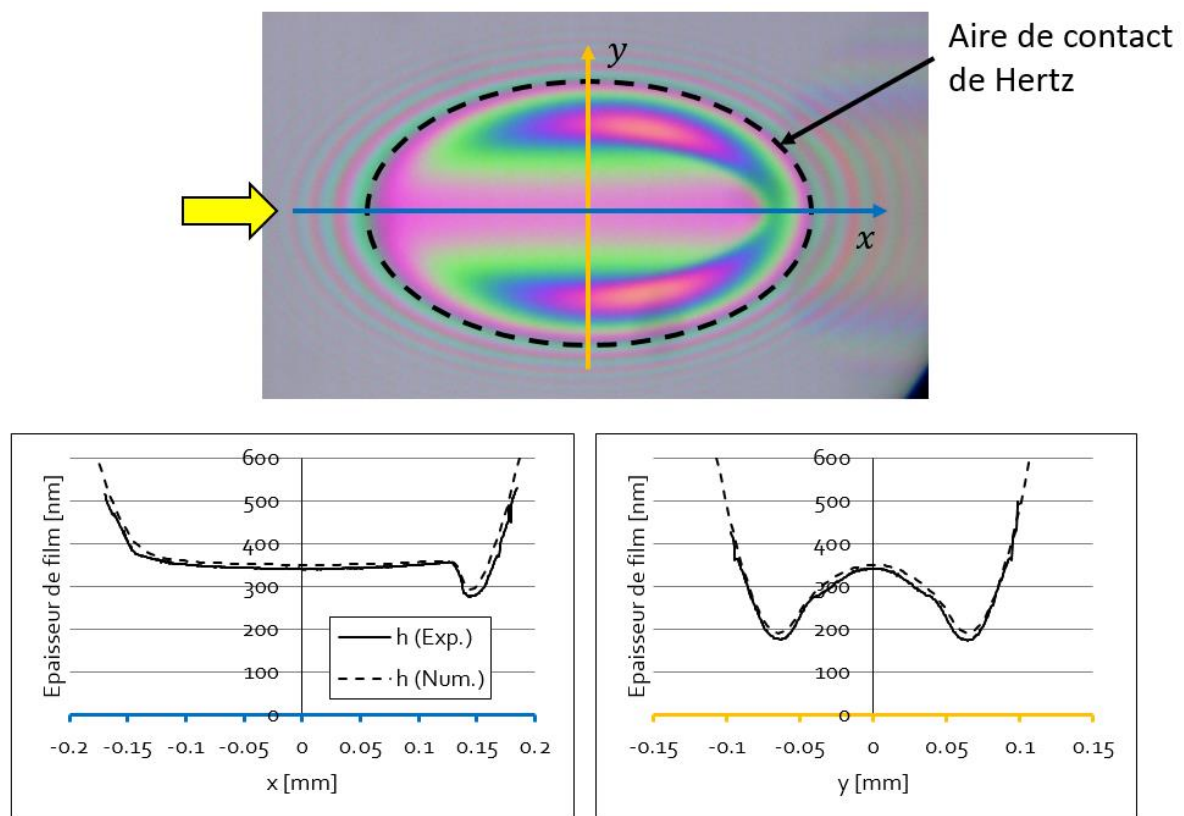 Aire de contact
de Hertz
y
x
Epaisseur de film [nm]
600
500
400
300
200
100
0
h (Exp.)
h (Num.)
-0.2 -0.15 -0.1 -0.05 0 0.05 0.1 0.15 0.2
x [mm]
Epaisseur de film [nm]
600
500
400
300
200
100
0
-0.15 -0.1 -0.05 0 0.05 0.1 0.15
y [mm]